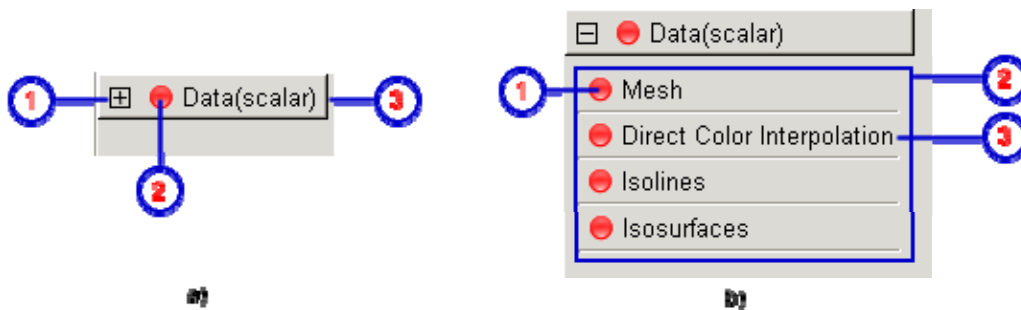 1 Data(scalar) 3
2
a)
Data(scalar)
1 Mesh 2
Direct Color Interpolation 3
Isolines
Isosurfaces
b)